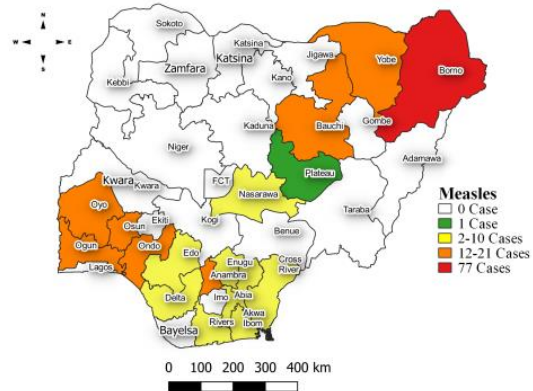 N
W E
S
Sokoto
Katsina
Jigawa
Yobe
Borno
Kebbi
Zamfara
Katsina
Kano
Kaduna
Bauchi
Gombe
Niger
Plateau
Adamawa
FCT
Nasarawa
Kwara
Kwara
Taraba
Oyo
Osun
Ekiti
Kogi
Benue
Ogun
Ondo
Lagos
Edo
Enugu
Cross
River
Anambra
Delta
Imo
Abia
Bayelsa
Rivers
Akwa
Ibom
Measles
0 Case
1 Case
2-10 Cases
12-21 Cases
77 Cases
0 100 200 300 400 km